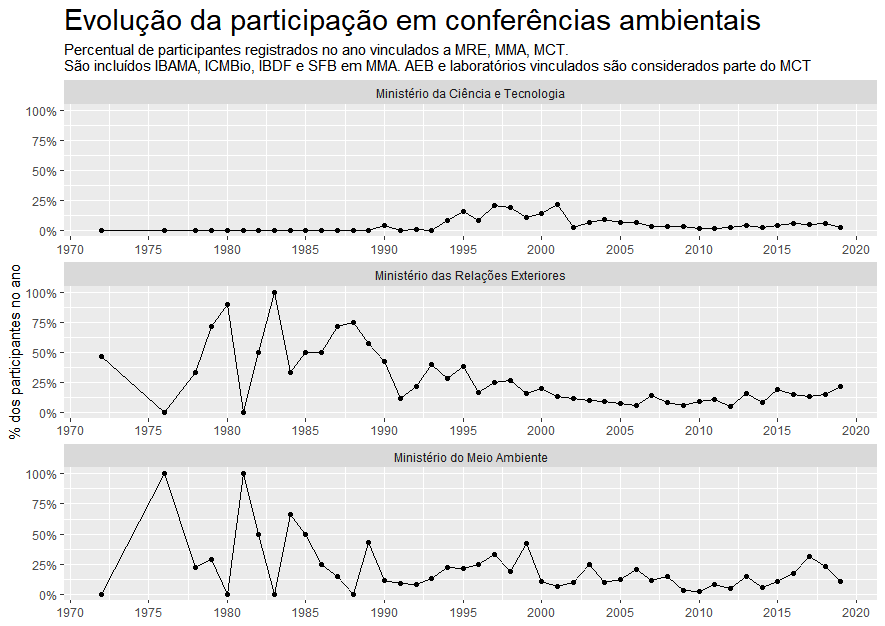 Evolução da participação em conferências ambientais
Percentual de participantes registrados no ano vinculados a MRE, MMA, MCT.
São incluídos IBAMA, ICMBio, IBDF e SFB em MMA. AEB e laboratórios vinculados são considerados parte do MCT
% dos participantes no ano
Ministério da Ciência e Tecnologia
100%
75%
50%
25%
0%
1970 1975 1980 1985 1990 1995 2000 2005 2010 2015 2020
Ministério das Relações Exteriores
100%
75%
50%
25%
0%
1970 1975 1980 1985 1990 1995 2000 2005 2010 2015 2020
Ministério do Meio Ambiente
100%
75%
50%
25%
0%
1970 1975 1980 1985 1990 1995 2000 2005 2010 2015 2020